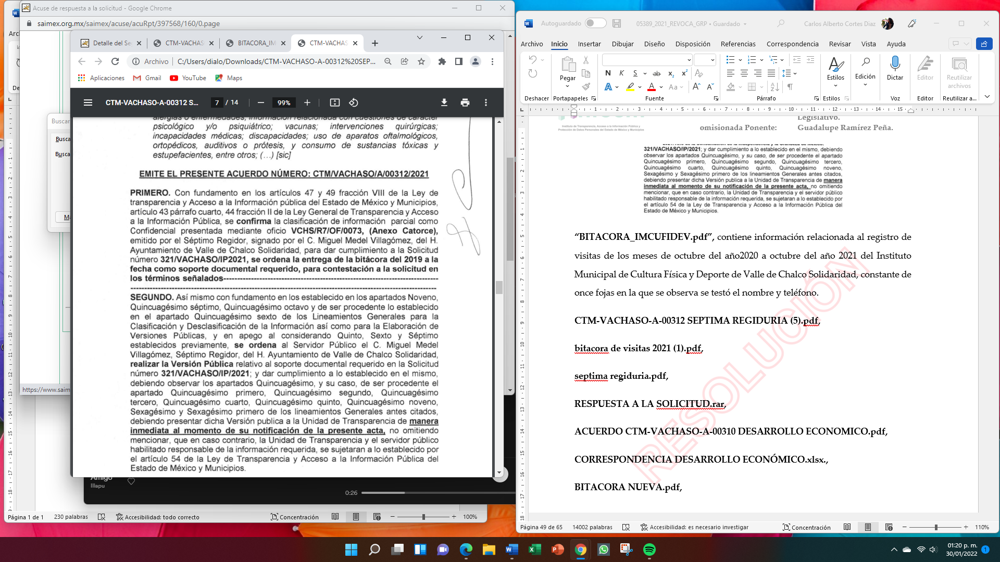 Acuse de respuesta a la solicitud - Google Chrome
saimex.org.mx/saimex/acuse/acuRpt/397568/160/0.page
Detalle del Se
CTM-VACHAS
BITACORA_IM
CTM-VACHAS
Archivo
C:/Users/dialo/Downloads/CTM-VACHASO-A-00312%20SEP...
Aplicaciones
Gmail
YouTube
Maps
CTM-VACHASO-A-00312 S...
7 / 14
99%
alergias o enfermedades; información relacionada con cuestiones de carácter
psicológico y/o psiquiátrico; vacunas; intervenciones quirúrgicas;
incapacidades médicas; discapacidades; uso de aparatos oftalmológicos,
ortopédicos, auditivos o prótesis, y consumo de sustancias tóxicas y
estupefacientes, entre otros; (…) [sic]
EMITE EL PRESENTE ACUERDO NÚMERO: CTM/VACHASO/A/00312/2021
PRIMERO. Con fundamento en los artículos 47 y 49 fracción VIII de la Ley de
transparencia y Acceso a la Información pública del Estado de México y Municipios,
artículo 43 párrafo cuarto, 44 fracción II de la Ley General de Transparencia y Acceso
a la Información Pública, se confirma la clasificación de información parcial como
Confidencial presentada mediante oficio VCHS/R7/OF/0073, (Anexo Catorce),
emitido por el Séptimo Regidor, signado por el C. Miguel Medel Villagómez, del H.
Ayuntamiento de Valle de Chalco Solidaridad, para dar cumplimiento a la Solicitud
número 321/VACHASO/IP2021, se ordena la entrega de la bitácora del 2019 a la
fecha como soporte documental requerido, para contestación a la solicitud en
los términos señalados------------------------------------------------------------------------------
----------------------------------------------------------------------------------------------------------------
SEGUNDO. Así mismo con fundamento en los establecido en los apartados Noveno,
Quincuagésimo séptimo, Quincuagésimo octavo y de ser procedente lo establecido
en el apartado Quincuagésimo sexto de los Lineamientos Generales para la
Clasificación y Desclasificación de la Información así como para la Elaboración de
Versiones Públicas, y en apego al considerando Quinto, Sexto y Séptimo
establecidos previamente, se ordena al Servidor Público el C. Miguel Medel
Villagómez, Séptimo Regidor, del H. Ayuntamiento de Valle de Chalco Solidaridad,
realizar la Versión Pública relativo al soporte documental requerido en la Solicitud
número 321/VACHASO/IP/2021; y dar cumplimiento a lo establecido en el mismo,
debiendo observar los apartados Quincuagésimo, y su caso, de ser procedente el
apartado Quincuagésimo primero, Quincuagésimo segundo, Quincuagésimo
tercero, Quincuagésimo cuarto, Quincuagésimo quinto, Quincuagésimo noveno,
Sexagésimo y Sexagésimo primero de los lineamientos Generales antes citados,
debiendo presentar dicha Versión publica a la Unidad de Transparencia de manera
inmediata al momento de su notificación de la presente acta, no omitiendo
mencionar, que en caso contrario, la Unidad de Transparencia y el servidor público
habilitado responsable de la información requerida, se sujetaran a lo establecido por
el artículo 54 de la Ley de Transparencia y Acceso a la Información Pública del
Estado de México y Municipios.
Buscar
Busca
Busca
https://www.saim
Amigo
Illapu
0:26
Página 1 de 1
230 palabras
Accesibilidad: todo correcto
Concentración
100%
Autoguardado
05389_2021_REVOCA_GRP • Guardado
Carlos Alberto Cortes Diaz
Archivo Inicio Insertar Dibujar Diseño Disposición Referencias Correspondencia Revisar Vista Ayuda
Pegar
N K S ab x₂ x²
A A Aa A A
Estilos
Edición
Dictar
Editor
Reutilizar
archivos
Deshacer Portapapeles Fuente Párrafo Estilos Voz Editor Reutilizar a...
Legislativo.
omisionada Ponente: Guadalupe Ramírez Peña.
Instituto de Transparencia, Acceso a la Información Pública y
Protección de Datos Personales del Estado de México y Municipios
321/VACHASO/IP/2021; y dar cumplimiento a lo establecido en el mismo, debiendo
observar los apartados Quincuagésimo, y su caso, de ser procedente el apartado
Quincuagésimo primero, Quincuagésimo segundo, Quincuagésimo tercero,
Quincuagésimo cuarto, Quincuagésimo quinto, Quincuagésimo noveno,
Sexagésimo y Sexagésimo primero de los lineamientos Generales antes citados,
debiendo presentar dicha Versión publica a la Unidad de Transparencia de manera
inmediata al momento de su notificación de la presente acta, no omitiendo
mencionar, que en caso contrario, la Unidad de Transparencia y el servidor público
habilitado responsable de la información requerida, se sujetaran a lo establecido por
el artículo 54 de la Ley de Transparencia y Acceso a la Información Pública del
Estado de México y Municipios.
“BITACORA_IMCUFIDEV.pdf”, contiene información relacionada al registro de
visitas de los meses de octubre del año2020 a octubre del año 2021 del Instituto
Municipal de Cultura Física y Deporte de Valle de Chalco Solidaridad, constante de
once fojas en la que se observa se testó el nombre y teléfono.
CTM-VACHASO-A-00312 SEPTIMA REGIDURIA (5).pdf,
bitacora de visitas 2021 (1).pdf,
septima regiduria.pdf,
RESPUESTA A LA SOLICITUD.rar,
ACUERDO CTM-VACHASO-A-00310 DESARROLLO ECONOMICO.pdf,
CORRESPONDENCIA DESARROLLO ECONÓMICO.xlsx.,
BITACORA NUEVA.pdf,
RESOLUCIÓN
Página 49 de 65
14002 palabras
Accesibilidad: es necesario investigar
Concentración
110%
01:20 p. m.
30/01/2022
1